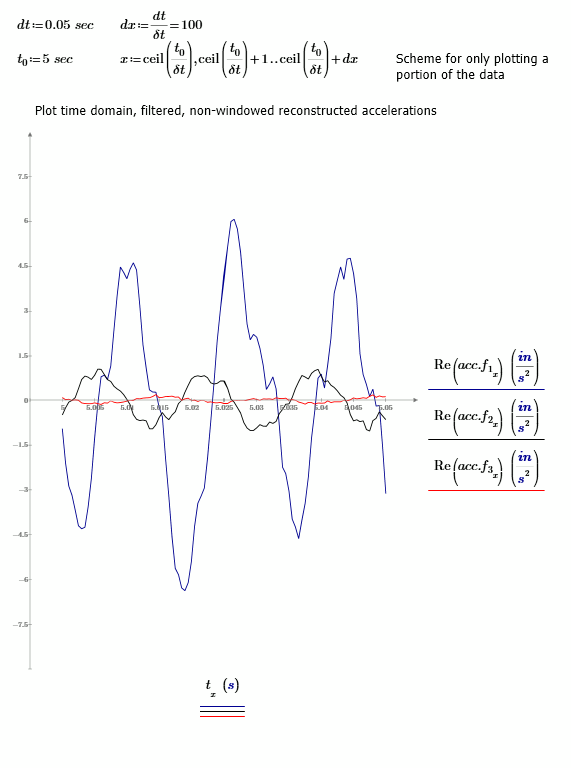 dt:=0.05 sec dx:=dt/δt=100
t₀:=5 sec x:=ceil(t₀/δt),ceil(t₀/δt)+1..ceil(t₀/δt)+dx
Scheme for only plotting a
portion of the data
Plot time domain, filtered, non-windowed reconstructed accelerations
7.5
6
4.5
3
1.5
0
-1.5
-3
-4.5
-6
-7.5
5 5.005 5.01 5.015 5.02 5.025 5.03 5.035 5.04 5.045 5.05
Re(acc.f₁ₓ) (in/s²)
Re(acc.f₂ₓ) (in/s²)
Re(acc.f₃ₓ) (in/s²)
tₓ (s)